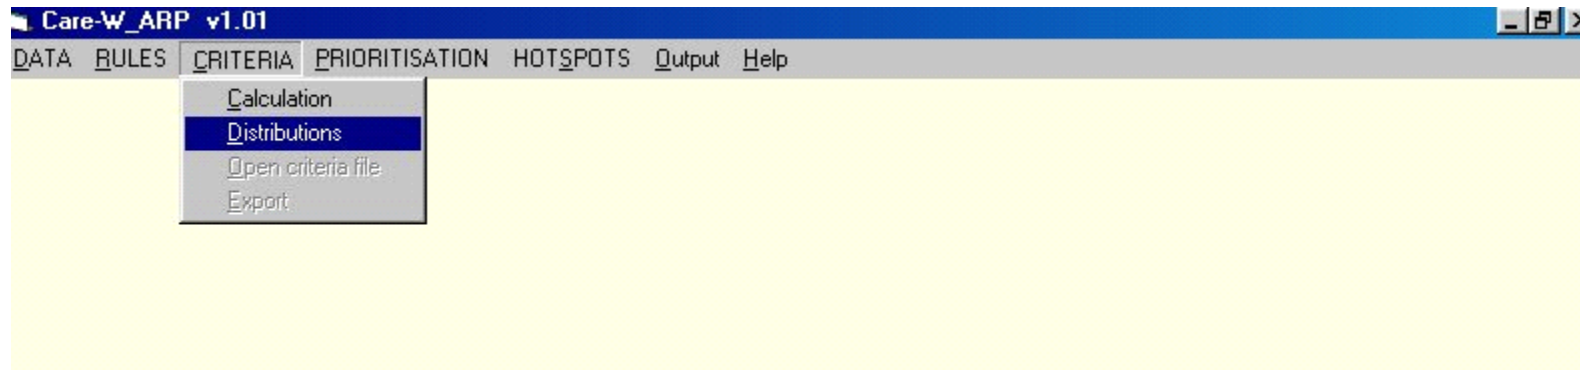 Care-W_ARP v1.01
DATA RULES CRITERIA PRIORITISATION HOTSPOTS Output Help
Calculation
Distributions
Open criteria file
Export